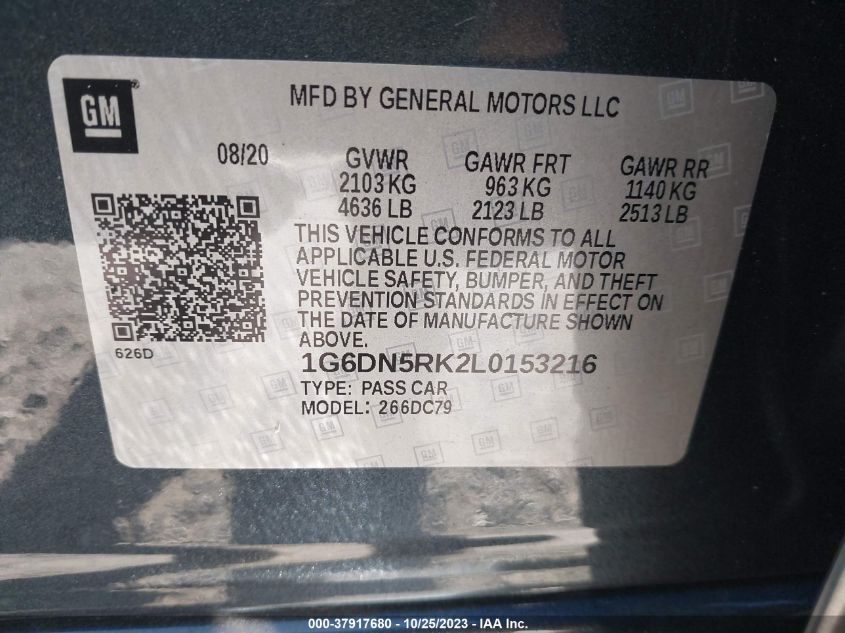 GM
MFD BY GENERAL MOTORS LLC
08/20 GVWR GAWR FRT GAWR RR
2103 KG 963 KG 1140 KG
4636 LB 2123 LB 2513 LB
THIS VEHICLE CONFORMS TO ALL
APPLICABLE U.S. FEDERAL MOTOR
VEHICLE SAFETY, BUMPER, AND THEFT
PREVENTION STANDARDS IN EFFECT ON
THE DATE OF MANUFACTURE SHOWN
ABOVE.
626D
1G6DN5RK2L0153216
TYPE: PASS CAR
MODEL: 266DC79
000-37917680 - 10/25/2023 - IAA Inc.